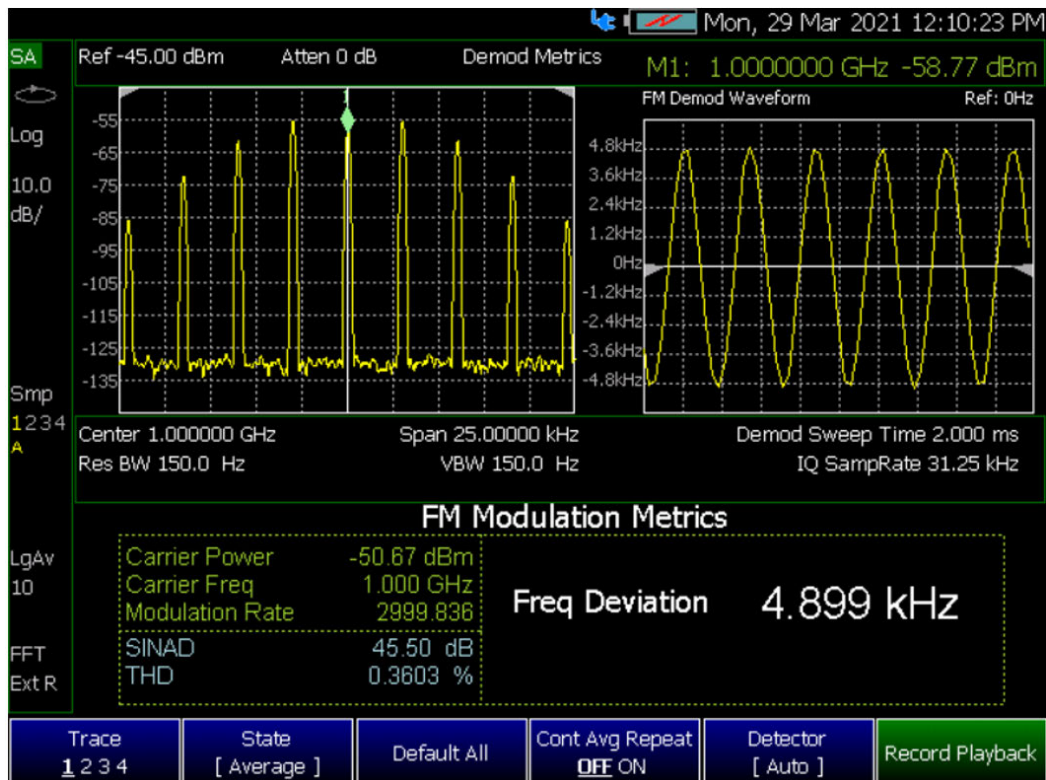 Mon, 29 Mar 2021 12:10:23 PM
SA
Ref -45.00 dBm Atten 0 dB Demod Metrics M1: 1.0000000 GHz -58.77 dBm
FM Demod Waveform Ref: 0Hz
Log
10.0
dB/
-55
-65
-75
-85
-95
-105
-115
-125
-135
1
4.8kHz
3.6kHz
2.4kHz
1.2kHz
0Hz
-1.2kHz
-2.4kHz
-3.6kHz
-4.8kHz
Smp
1234
A
Center 1.000000 GHz Span 25.00000 kHz Demod Sweep Time 2.000 ms
Res BW 150.0 Hz VBW 150.0 Hz IQ SampRate 31.25 kHz
FM Modulation Metrics
LgAv
10
Carrier Power -50.67 dBm
Carrier Freq 1.000 GHz
Modulation Rate 2999.836
SINAD 45.50 dB
THD 0.3603 %
Freq Deviation 4.899 kHz
FFT
Ext R
Trace
1 2 3 4
State
[ Average ]
Default All
Cont Avg Repeat
OFF ON
Detector
[ Auto ]
Record Playback